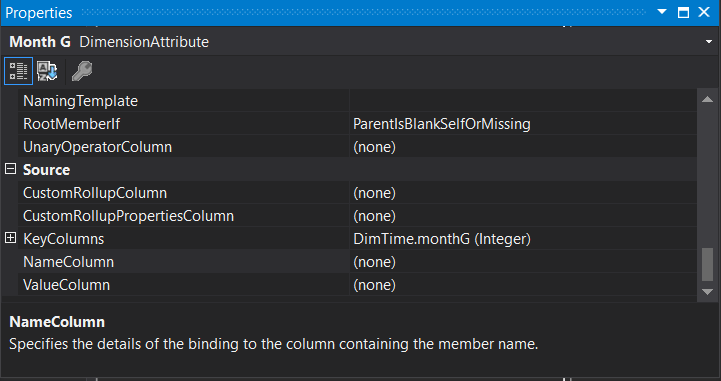 Properties
Month G DimensionAttribute
NamingTemplate
RootMemberIf ParentIsBlankSelfOrMissing
UnaryOperatorColumn (none)
Source
CustomRollupColumn (none)
CustomRollupPropertiesColumn (none)
KeyColumns DimTime.monthG (Integer)
NameColumn (none)
ValueColumn (none)
NameColumn
Specifies the details of the binding to the column containing the member name.